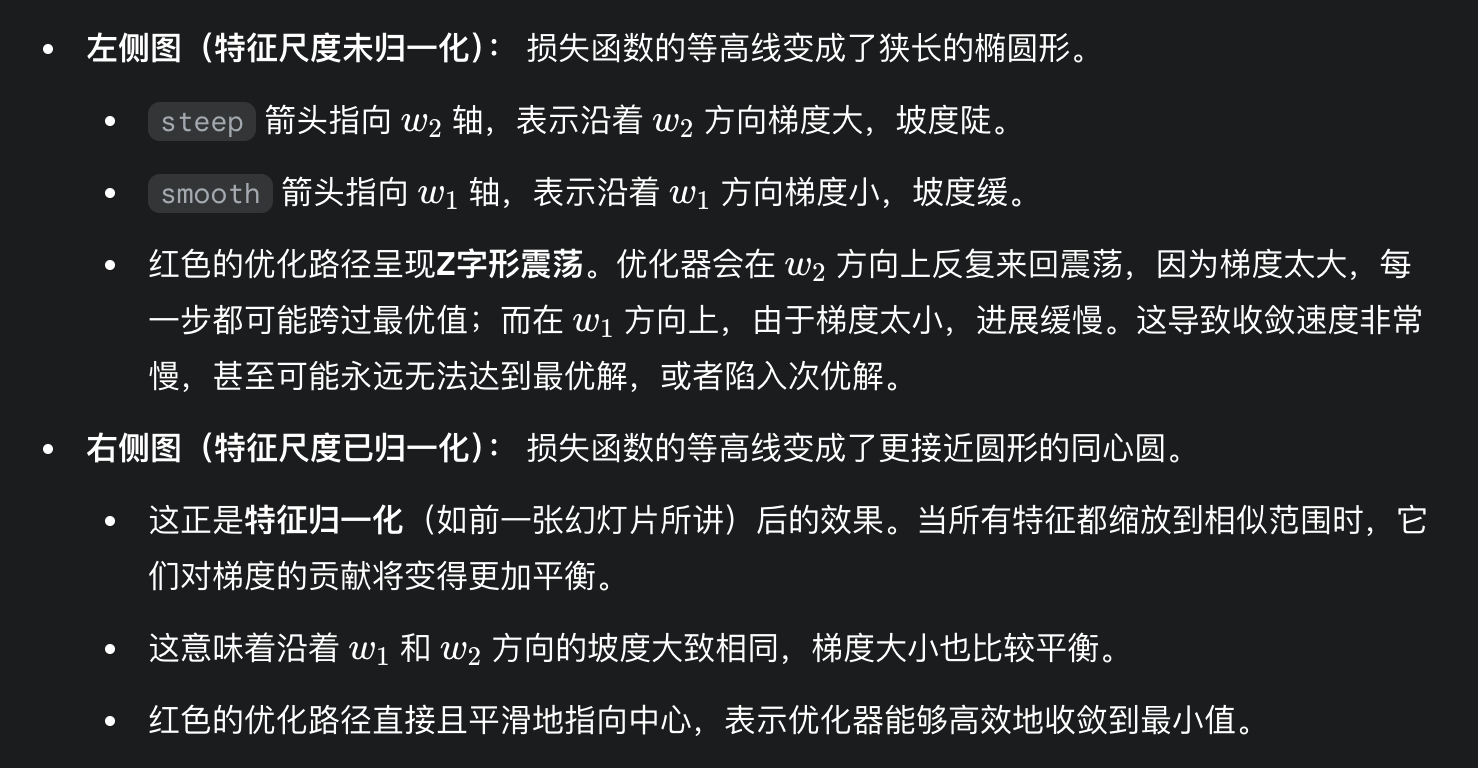 左侧图（特征尺度未归一化）： 损失函数的等高线变成了狭长的椭圆形。
steep 箭头指向 w₂ 轴，表示沿着 w₂ 方向梯度大，坡度陡。
smooth 箭头指向 w₁ 轴，表示沿着 w₁ 方向梯度小，坡度缓。
红色的优化路径呈现Z字形震荡。优化器会在 w₂ 方向上反复来回震荡，因为梯度太大，每
一步都可能跨过最优值；而在 w₁ 方向上，由于梯度太小，进展缓慢。这导致收敛速度非常
慢，甚至可能永远无法达到最优解，或者陷入次优解。
右侧图（特征尺度已归一化）： 损失函数的等高线变成了更接近圆形的同心圆。
这正是特征归一化（如前一张幻灯片所讲）后的效果。当所有特征都缩放到相似范围时，它
们对梯度的贡献将变得更加平衡。
这意味着沿着 w₁ 和 w₂ 方向的坡度大致相同，梯度大小也比较平衡。
红色的优化路径直接且平滑地指向中心，表示优化器能够高效地收敛到最小值。